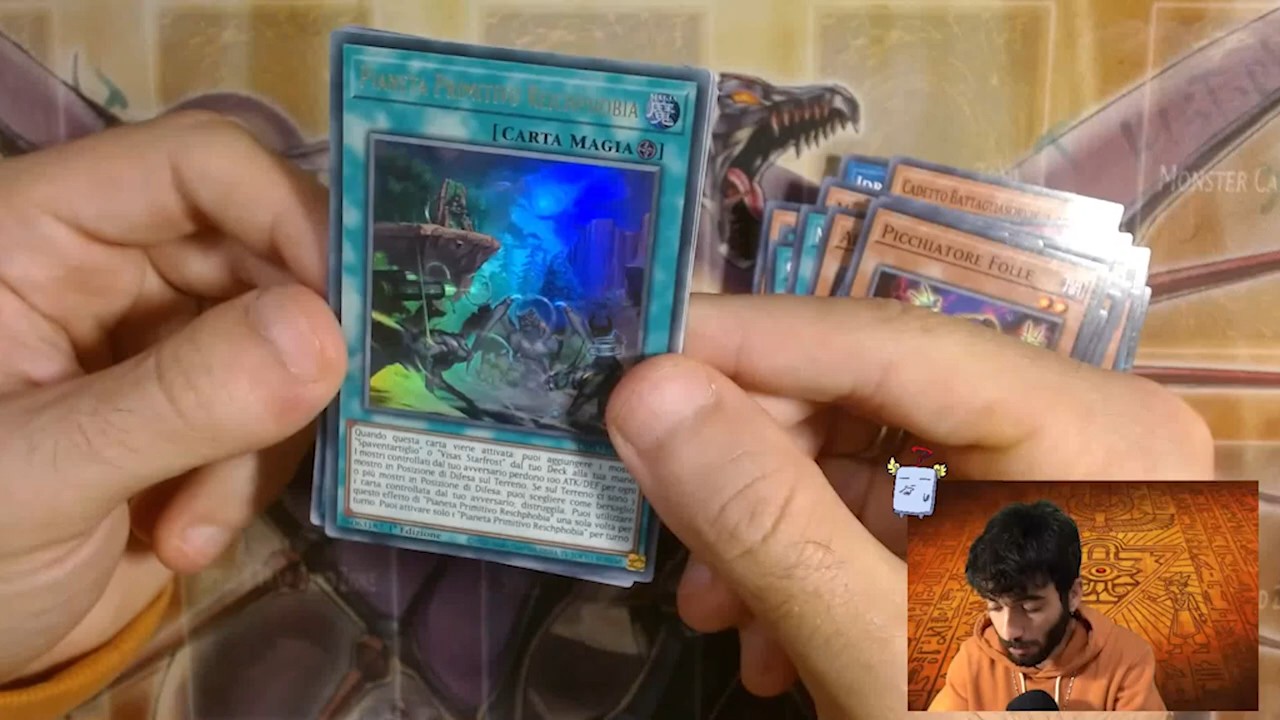 Pianeta Primitivo Reichphobia
[Carta Magia]
Quando questa carta viene attivata: puoi aggiungere 1 mostro
"Spaventartiglio" o "Visas Starfrost" dal tuo Deck alla tua mano.
I mostri controllati dal tuo avversario perdono 100 ATK/DEF per ogni
mostro in Posizione di Difesa sul Terreno. Se sul Terreno ci sono 3
o più mostri in Posizione di Difesa: puoi scegliere come bersaglio
1 carta controllata dal tuo avversario; distruggila. Puoi utilizzare
questo effetto di "Pianeta Primitivo Reichphobia" una sola volta per
turno. Puoi attivare solo 1 "Pianeta Primitivo Reichphobia" per turno
1ª Edizione
Cadetto
Picchiatore Folle
Monster Ca